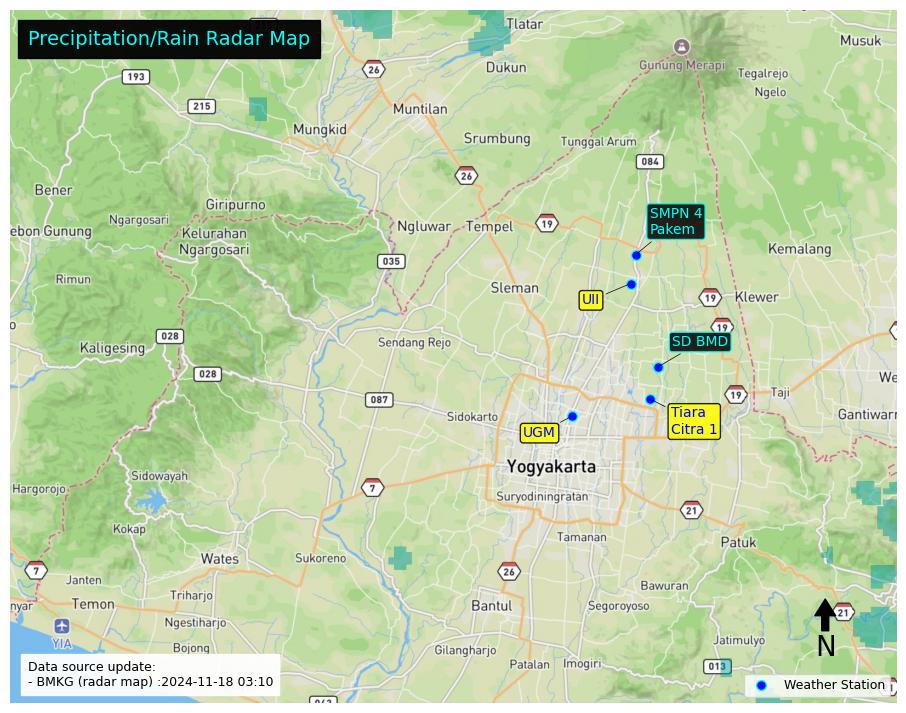 Precipitation/Rain Radar Map
Tlatar
Musuk
26
Dukun
Gunung Merapi
Tegalrejo
193
Ngelo
215
Muntilan
Mungkid
Srumbung
Tunggal Arum
084
26
Bener
Giripurno
SMPN 4
Pakem
Ngargosari
ebon Gunung
Kelurahan
Ngargosari
Ngluwar
Tempel
19
Kemalang
035
Rimun
Sleman
UII
19
Klewer
19
028
Sendang Rejo
SD BMD
Kaligesing
028
We
087
19
Taji
Sidokarto
Tiara
Citra 1
Gantiwarr
UGM
Yogyakarta
Sidowayah
Hargorojo
7
Suryodiningratan
21
Kokap
Tamanan
Patuk
Wates
Sukoreno
7
26
Janten
Bawuran
Triharjo
nyar
Temon
Bantul
Segoroyoso
21
Ngestiharjo
YIA
Jatimulyo
N
Bojong
Gilangharjo
Patalan
Imogiri
013
Data source update:
- BMKG (radar map) :2024-11-18 03:10
Weather Station